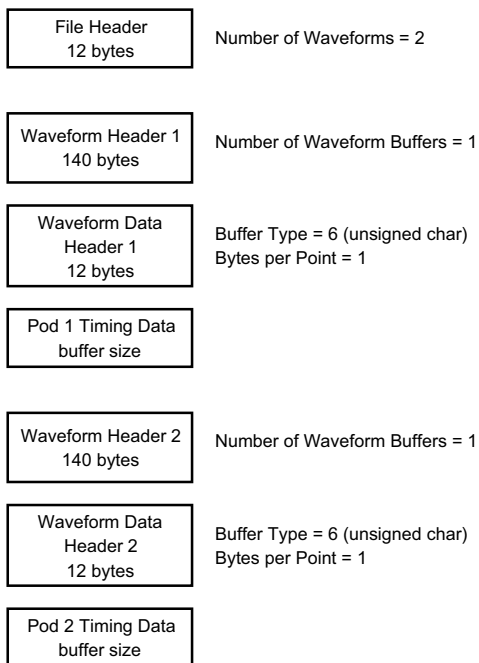 File Header
12 bytes
Number of Waveforms = 2
Waveform Header 1
140 bytes
Number of Waveform Buffers = 1
Waveform Data
Header 1
12 bytes
Buffer Type = 6 (unsigned char)
Bytes per Point = 1
Pod 1 Timing Data
buffer size
Waveform Header 2
140 bytes
Number of Waveform Buffers = 1
Waveform Data
Header 2
12 bytes
Buffer Type = 6 (unsigned char)
Bytes per Point = 1
Pod 2 Timing Data
buffer size